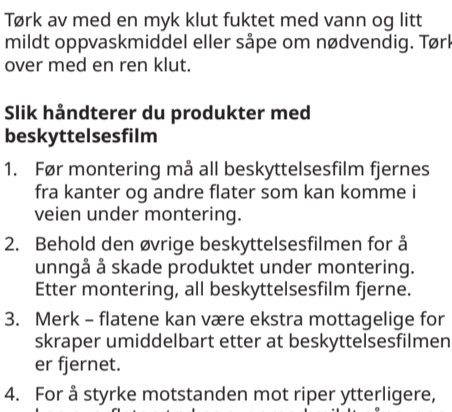 Tørk av med en myk klut fuktet med vann og litt
mildt oppvaskmiddel eller såpe om nødvendig. Tørk
over med en ren klut.
Slik håndterer du produkter med
beskyttelsesfilm
1. Før montering må all beskyttelsesfilm fjernes
fra kanter og andre flater som kan komme i
veien under montering.
2. Behold den øvrige beskyttelsesfilmen for å
unngå å skade produktet under montering.
Etter montering, all beskyttelsesfilm fjerne.
3. Merk – flatene kan være ekstra mottagelige for
skraper umiddelbart etter at beskyttelsesfilmen
er fjernet.
4. For å styrke motstanden mot riper ytterligere,